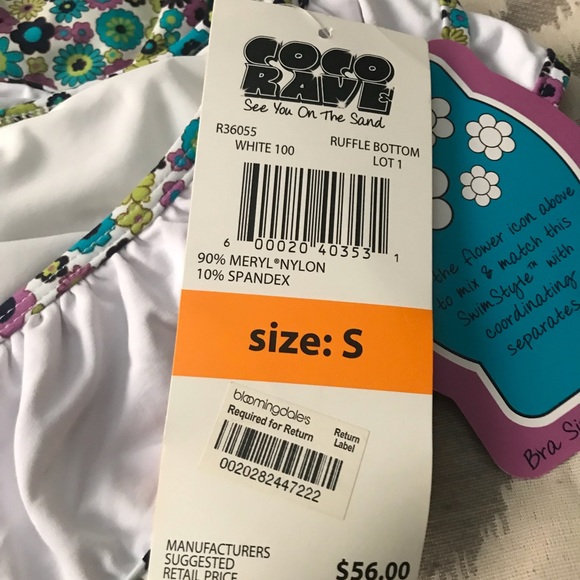 COCO
RAVE
See You On The Sand
R36055 RUFFLE BOTTOM
WHITE 100 LOT 1
6 00020 40353 1
90% MERYL®NYLON
10% SPANDEX
size: S
bloomingdale's
Required for Return
Return
Label
0020282447222
MANUFACTURERS
SUGGESTED
RETAIL PRICE
$56.00
the flower icon above
to mix & match this
SwimStyle™ with
coordinating
separates
Bra Si